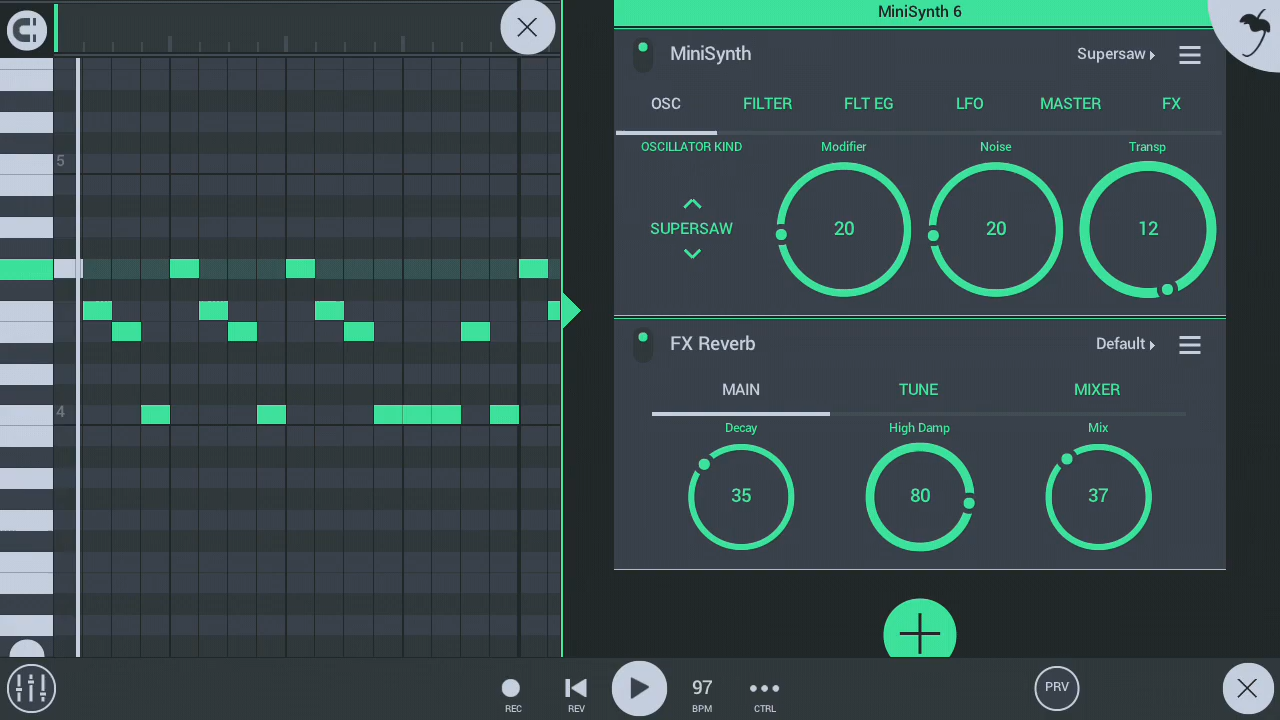 MiniSynth 6
MiniSynth
Supersaw
OSC FILTER FLT EG LFO MASTER FX
OSCILLATOR KIND Modifier Noise Transp
SUPERSAW 20 20 12
5
FX Reverb
Default
MAIN TUNE MIXER
4
Decay High Damp Mix
35 80 37
97 PRV
REC REV BPM CTRL